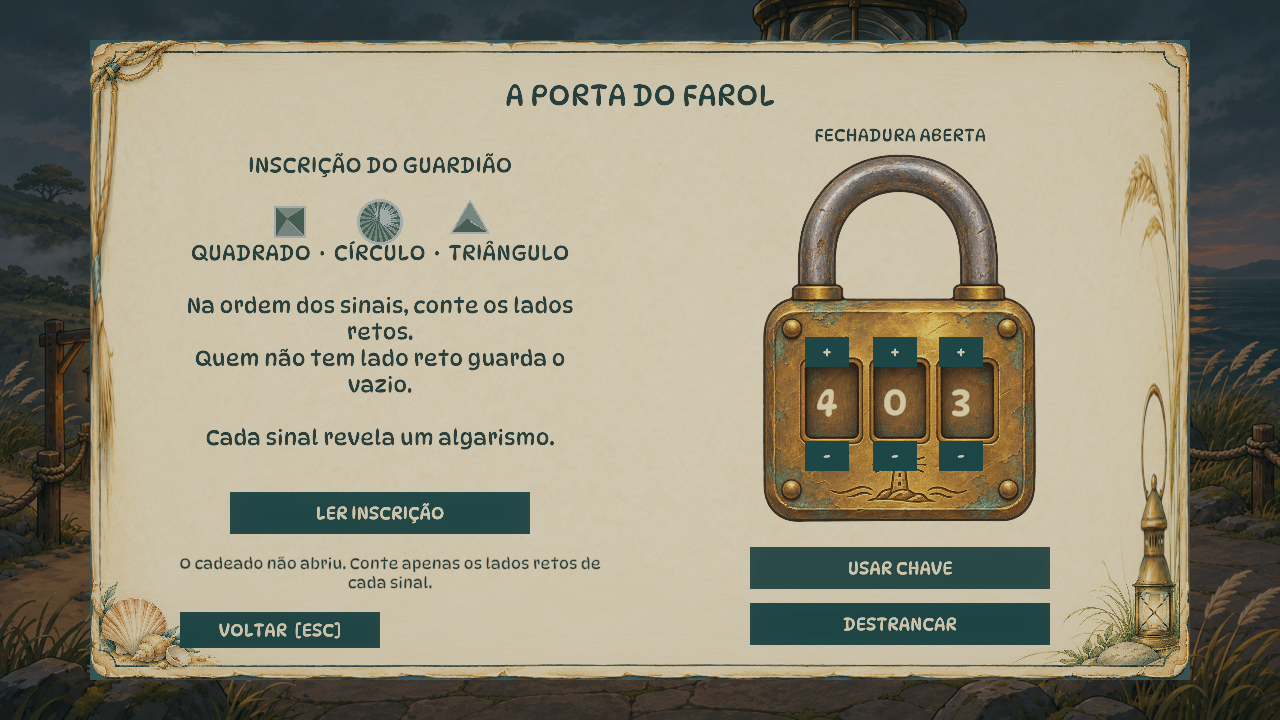 A PORTA DO FAROL
INSCRIÇÃO DO GUARDIÃO
QUADRADO · CÍRCULO · TRIÂNGULO
Na ordem dos sinais, conte os lados
retos.
Quem não tem lado reto guarda o
vazio.
Cada sinal revela um algarismo.
LER INSCRIÇÃO
O cadeado não abriu. Conte apenas os lados retos de
cada sinal.
VOLTAR [ESC]
FECHADURA ABERTA
+ + +
4 0 3
- - -
USAR CHAVE
DESTRANCAR